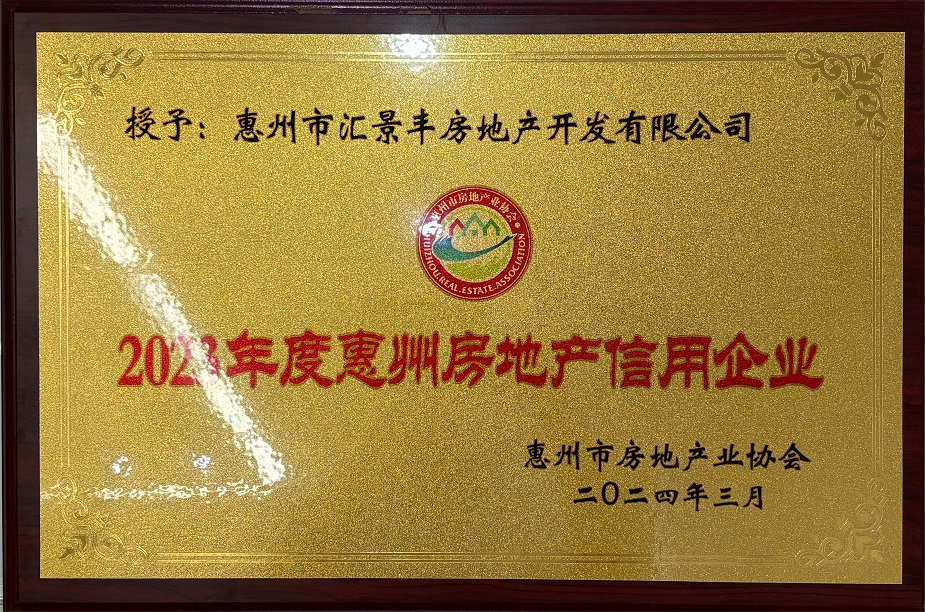 授予：惠州市汇景丰房地产开发有限公司
惠州市房地产业协会
HUIZHOU.REAL.ESTATE.ASSOCIATION
2023年度惠州房地产信用企业
惠州市房地产业协会
二〇二四年三月